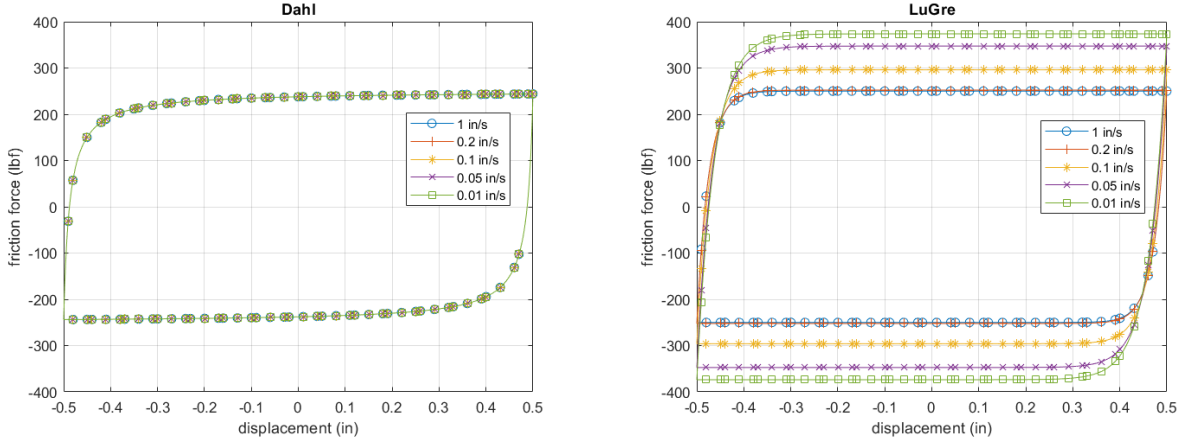 Dahl
400
300
200
100
0
-100
-200
-300
-400
friction force (lbf)
1 in/s
0.2 in/s
0.1 in/s
0.05 in/s
0.01 in/s
-0.5 -0.4 -0.3 -0.2 -0.1 0 0.1 0.2 0.3 0.4 0.5
displacement (in)
LuGre
400
300
200
100
0
-100
-200
-300
-400
friction force (lbf)
1 in/s
0.2 in/s
0.1 in/s
0.05 in/s
0.01 in/s
-0.5 -0.4 -0.3 -0.2 -0.1 0 0.1 0.2 0.3 0.4 0.5
displacement (in)